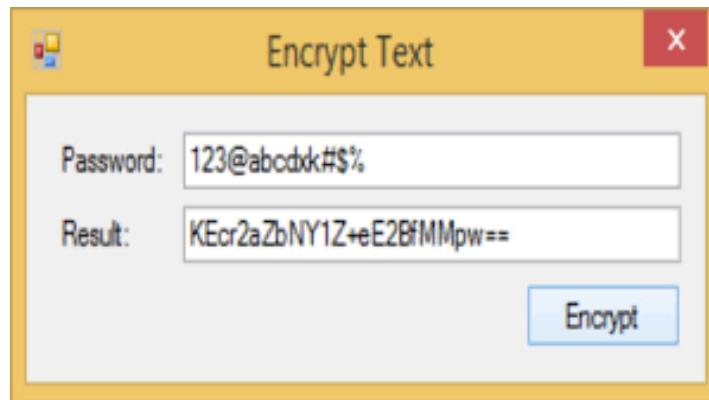 Encrypt Text
x
Password: 123@abcdxk#$%
Result: KEcr2aZbNY1Z+eE2BfMMpw==
Encrypt